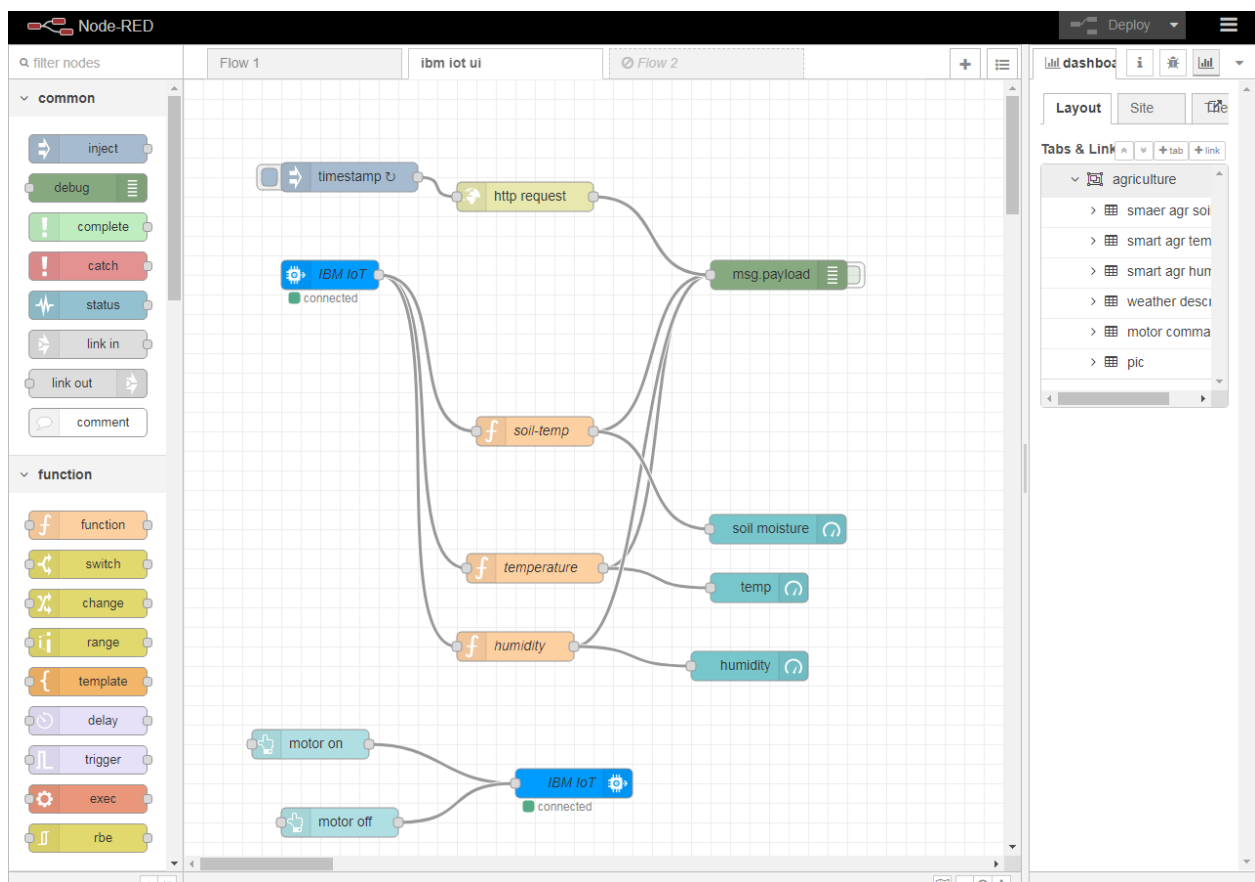 Node-RED
Deploy
filter nodes
Flow 1
ibm iot ui
Flow 2
dashboa
i
common
inject
debug
complete
catch
status
link in
link out
comment
function
function
switch
change
range
template
delay
trigger
exec
rbe
timestamp ↻
http request
IBM IoT
connected
msg.payload
soil-temp
soil moisture
temperature
temp
humidity
humidity
motor on
IBM IoT
connected
motor off
Layout
Site
The
Tabs & Link
+ tab
+ link
agriculture
smaer agr soi
smart agr tem
smart agr hum
weather descr
motor comma
pic